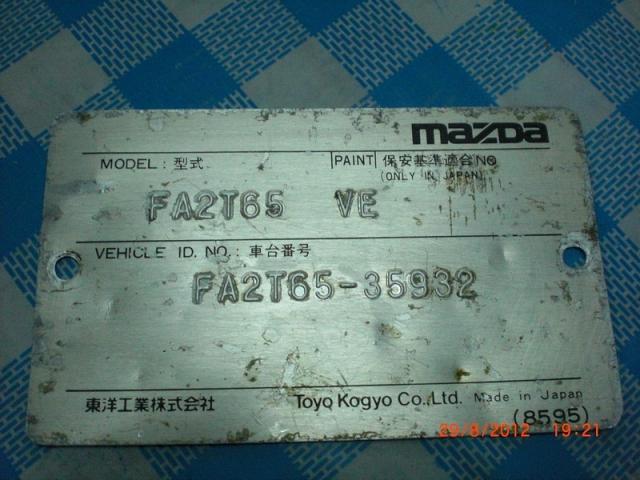 mazda
MODEL : 型式 PAINT 保安基準適合NO
(ONLY IN JAPAN)
FA2T65 VE
VEHICLE ID. NO. : 車台番号
FA2T65-35932
東洋工業株式会社 Toyo Kogyo Co., Ltd. Made in Japan
(8595)
29/8/2012 19:21